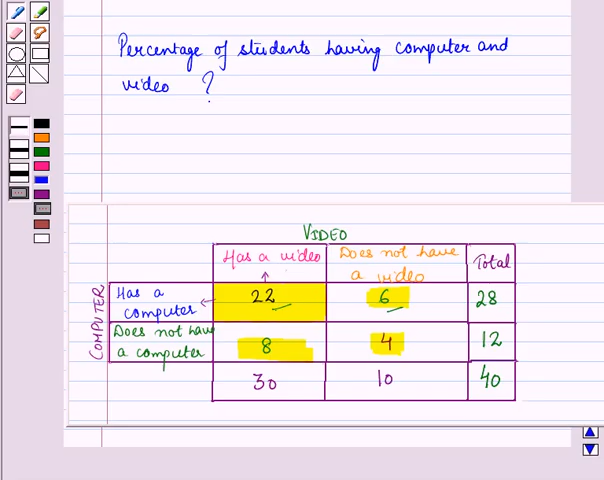 Percentage of students having computer and
video ?
VIDEO
Has a video
Does not have
a video
Total
COMPUTER
Has a
computer
22
6
28
Does not have
a computer
8
4
12
30
10
40